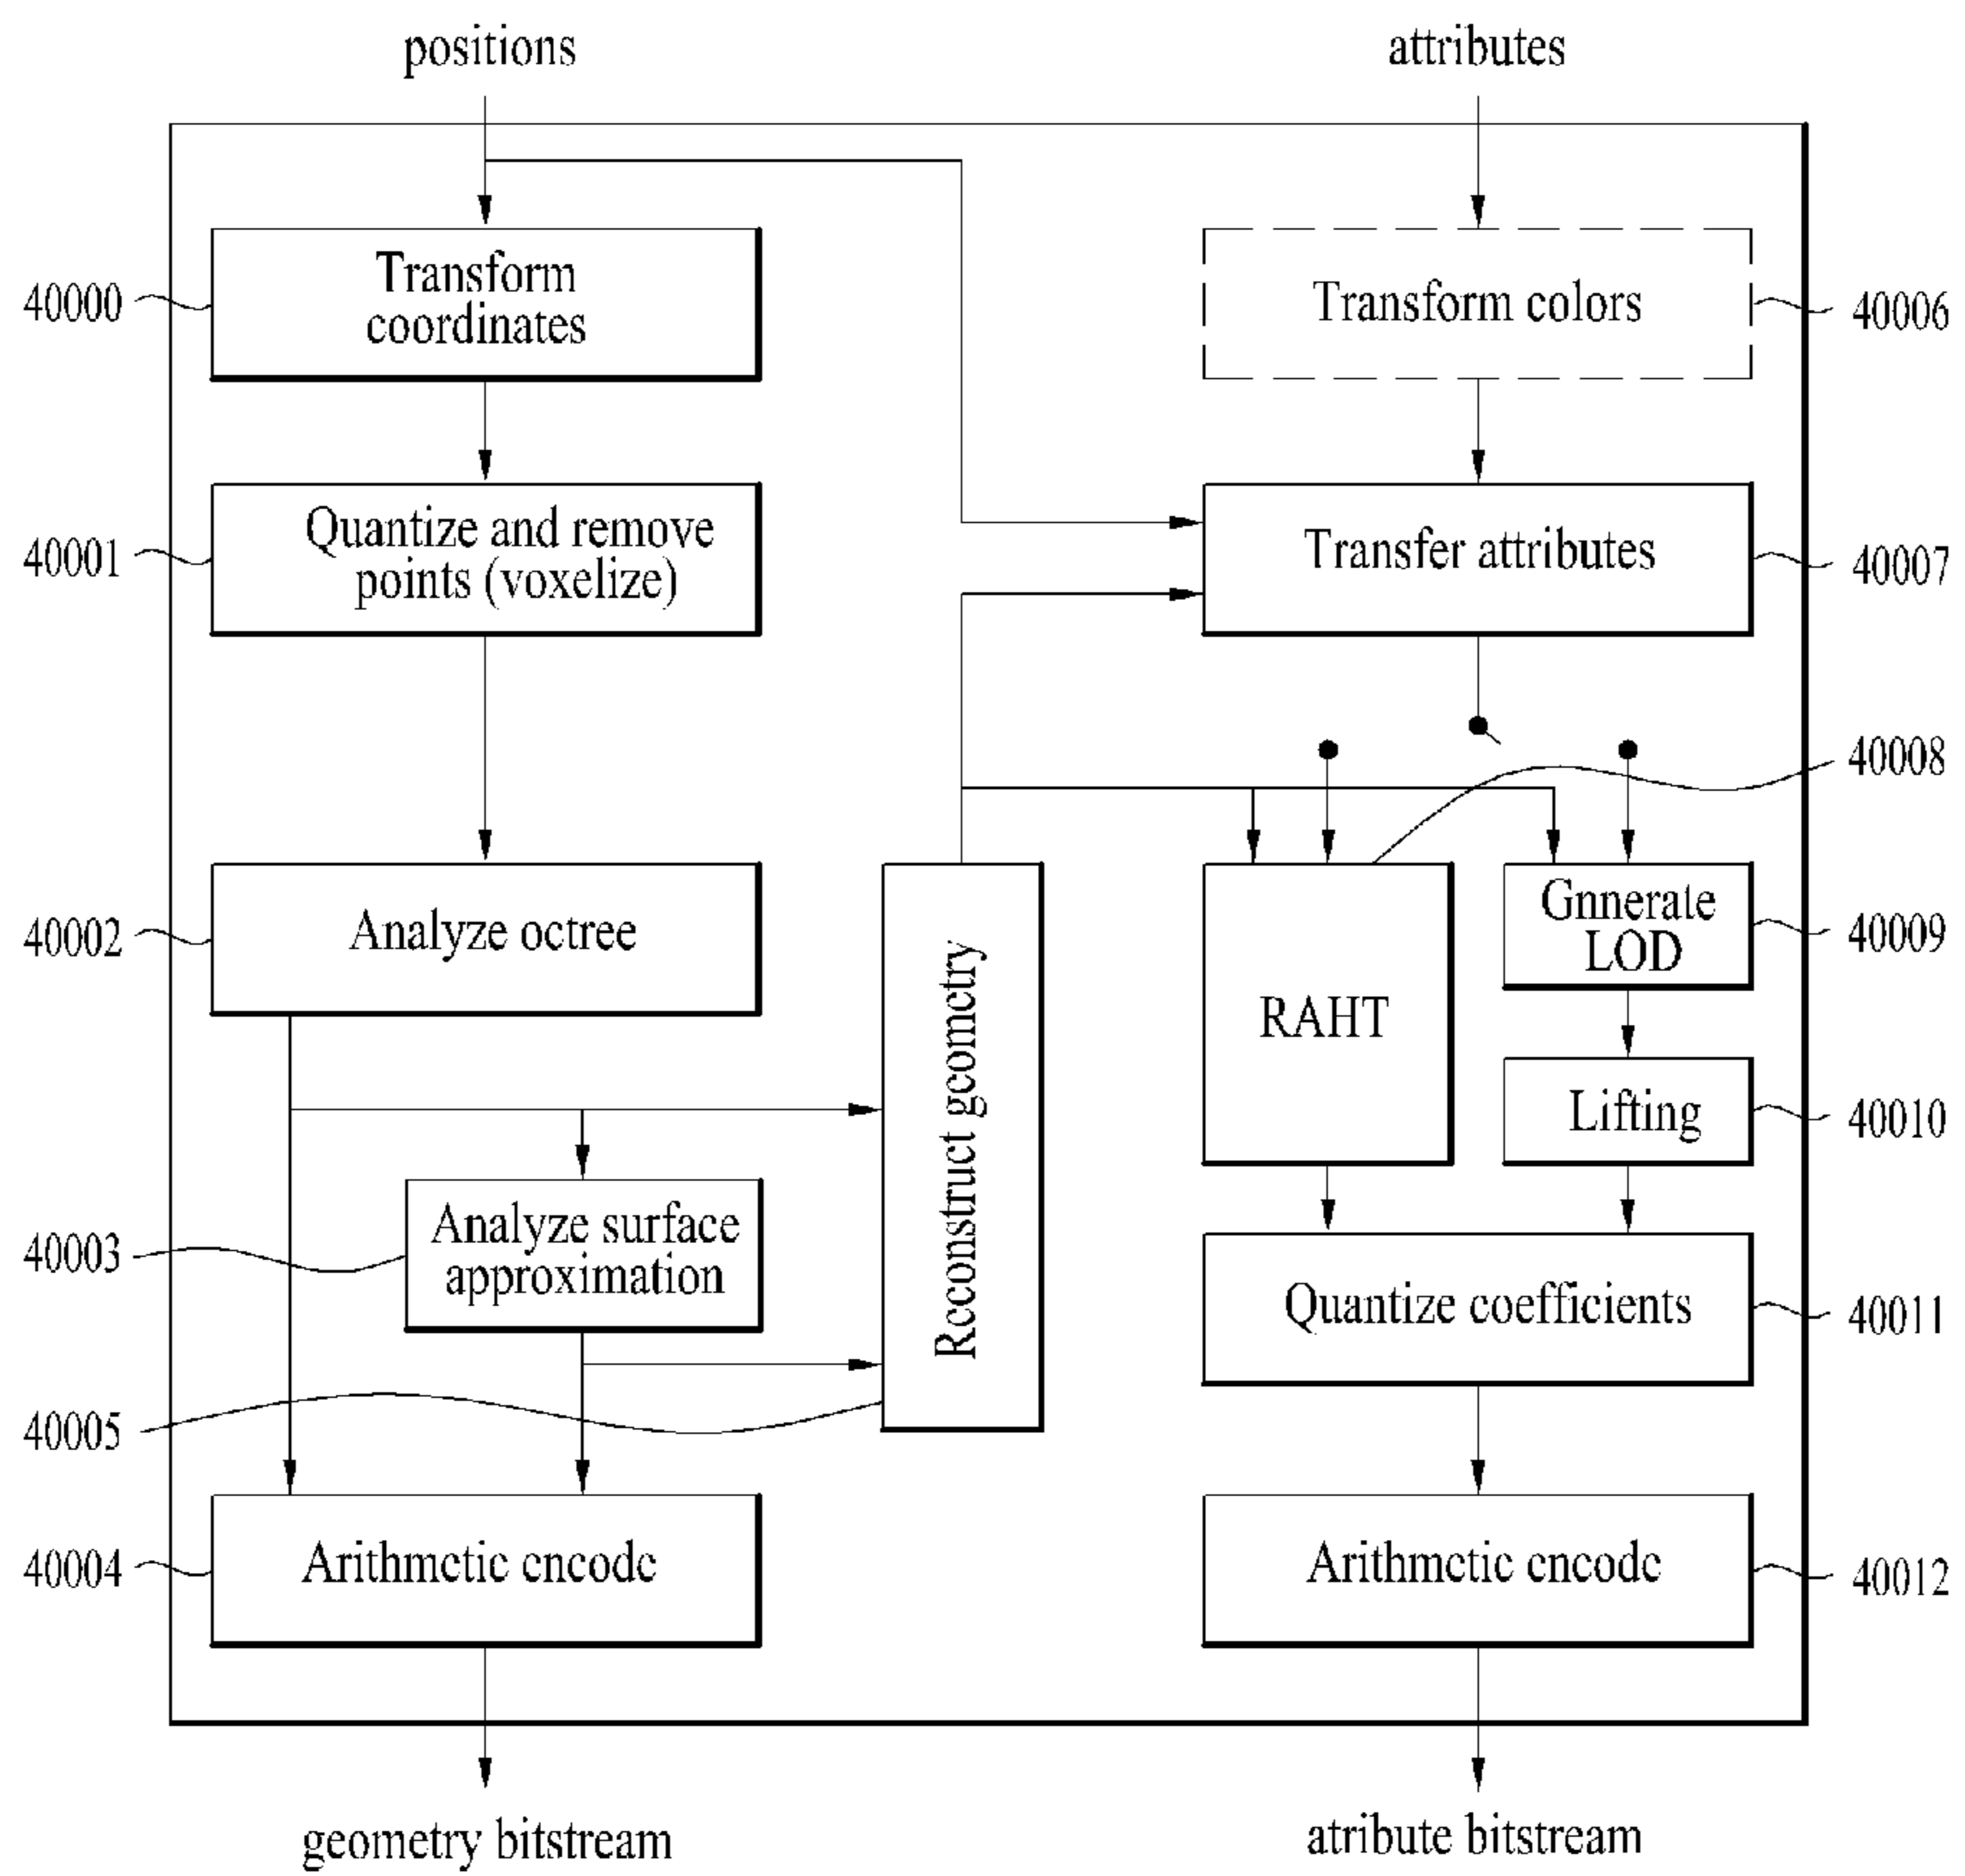 positions
attributes
Transform
coordinates
40000
Transform colors
40006
Quantize and remove
points (voxelize)
40001
Transfer attributes
40007
40008
Analyze octree
40002
Reconstruct geometry
RAHT
Gnnerate
LOD
40009
Lifting
40010
Analyze surface
approximation
40003
Quantize coefficients
40011
40005
Arithmetic encode
40004
Arithmetic encode
40012
geometry bitstream
atribute bitstream